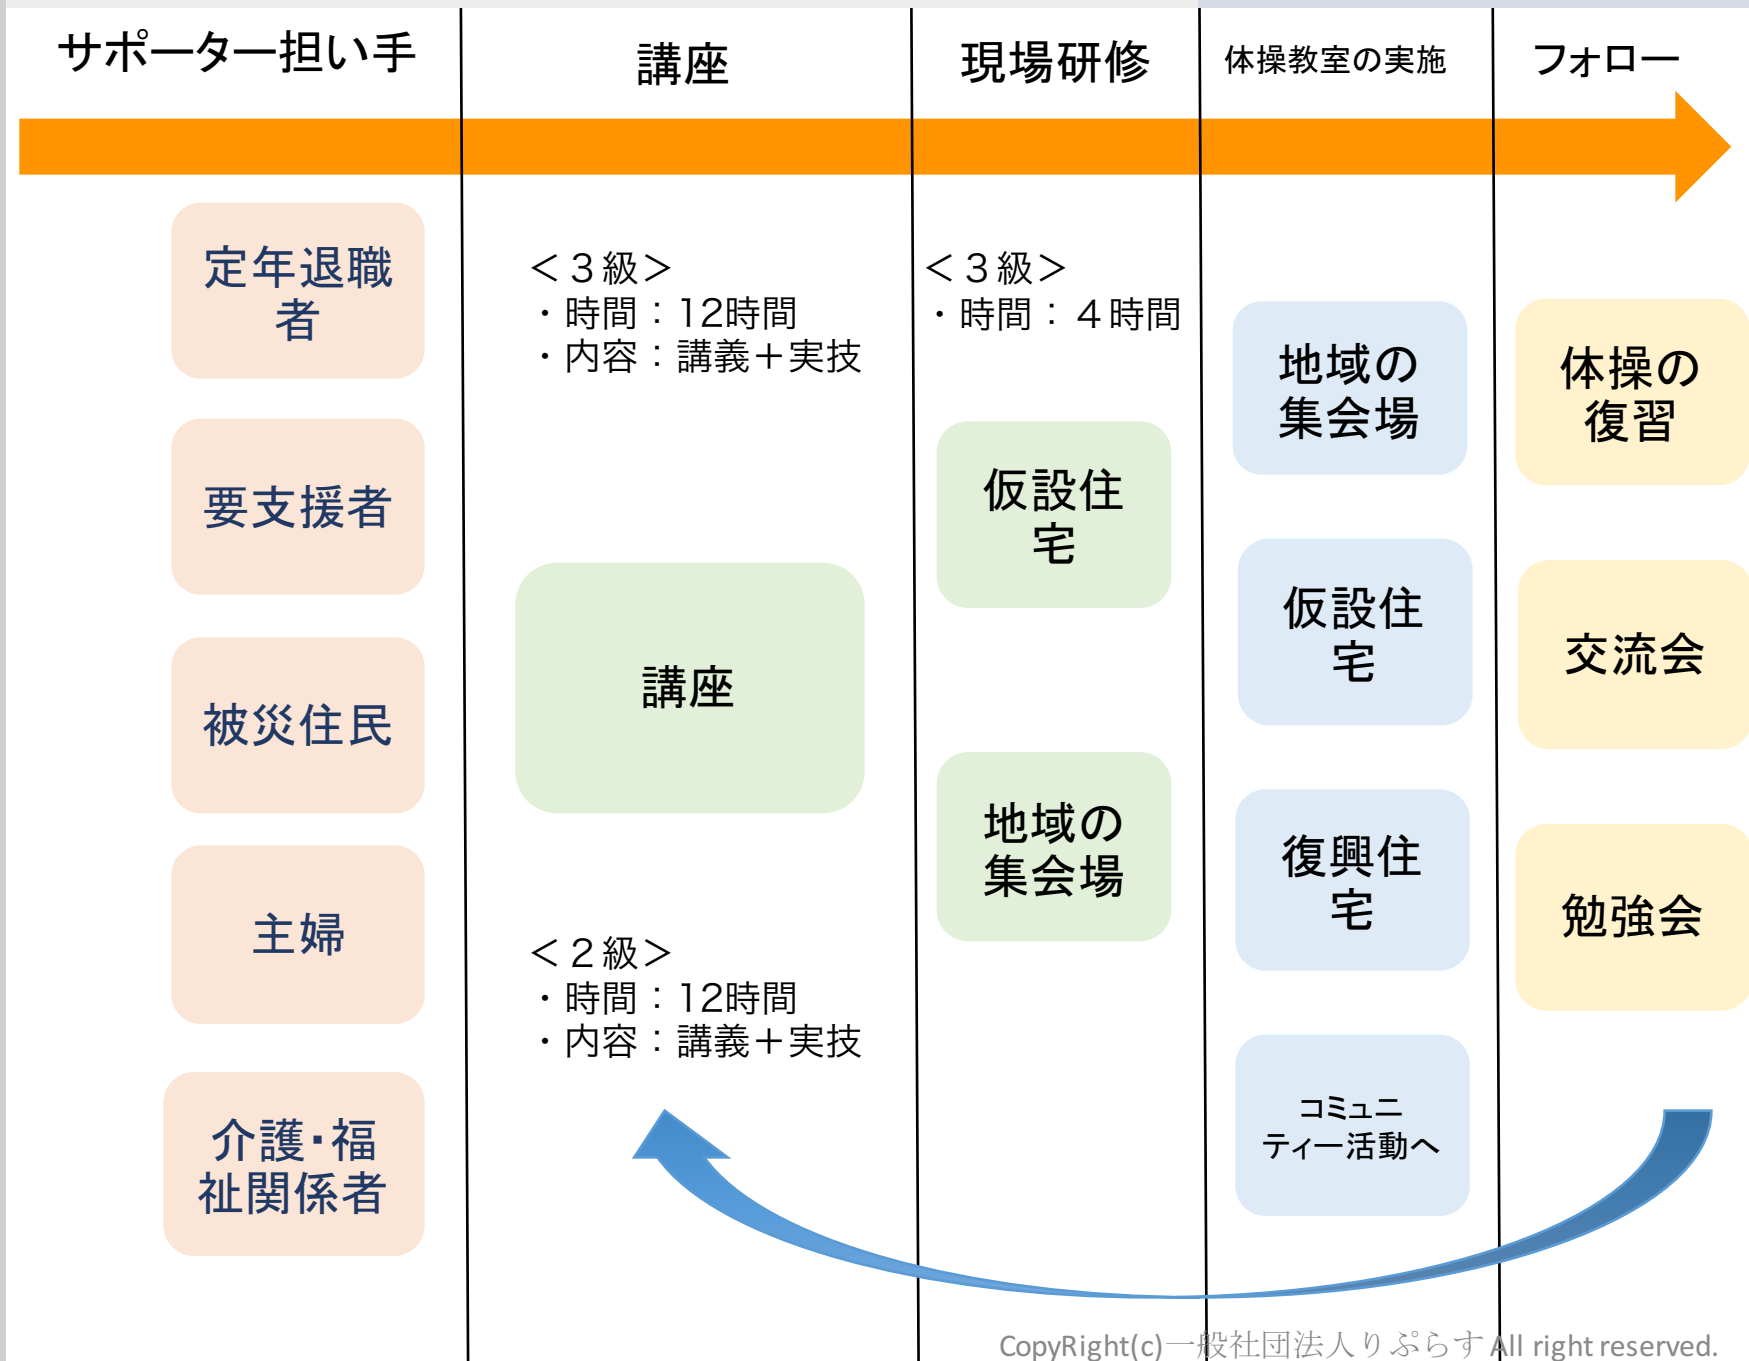 サポーター担い手
講座
現場研修
体操教室の実施
フォロー
定年退職
者
要支援者
被災住民
主婦
介護・福
祉関係者
＜３級＞
・時間：12時間
・内容：講義＋実技
講座
＜２級＞
・時間：12時間
・内容：講義＋実技
＜３級＞
・時間：４時間
仮設住
宅
地域の
集会場
地域の
集会場
仮設住
宅
復興住
宅
コミュニ
ティー活動へ
体操の
復習
交流会
勉強会
CopyRight(c)一般社団法人りぷらす All right reserved.